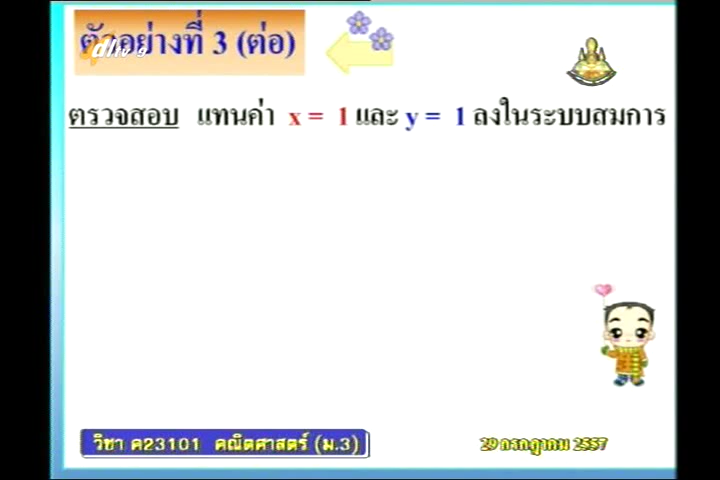 ตัวอย่างที่ 3 (ต่อ)
dltv 9
ตรวจสอบ แทนค่า x = 1 และ y = 1 ลงในระบบสมการ
วิชา ค23101 คณิตศาสตร์ (ม.3)
29 กรกฎาคม 2557